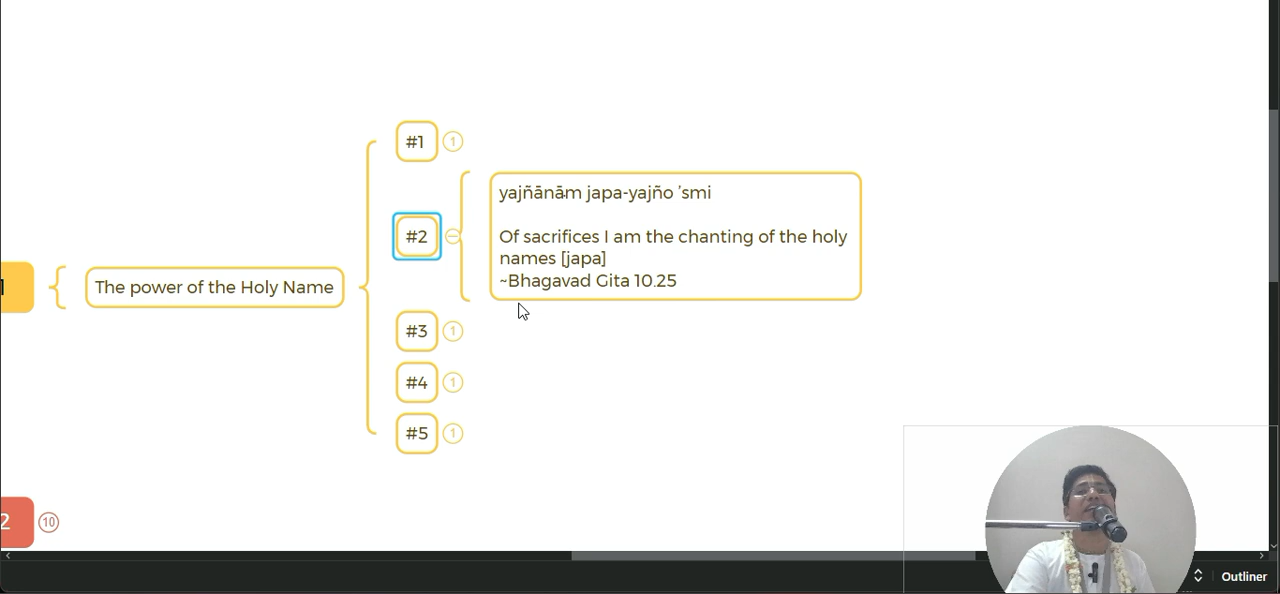 #1
1
yajñānām japa-yajño 'smi
#2
Of sacrifices I am the chanting of the holy
names [japa]
~Bhagavad Gita 10.25
The power of the Holy Name
#3
1
#4
1
#5
1
2
10
Outliner